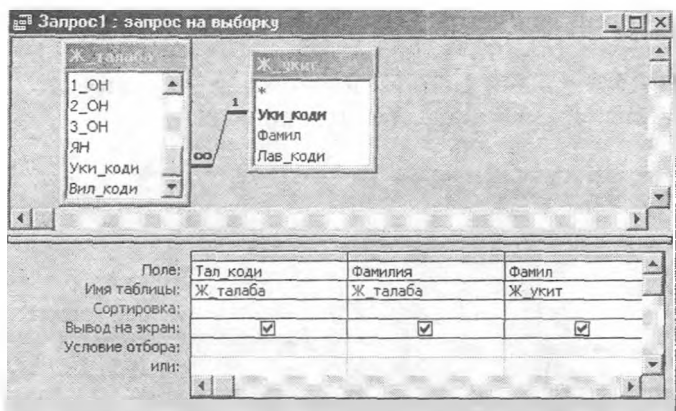 Запрос1 : запрос на выборку
Ж_талаба
1_ОН
2_ОН
3_ОН
ЯН
Уки_коди
Вил_коди
1
∞
Ж_укит
*
Уки_коди
Фамил
Лав_коди
Поле: Тал_коди Фамилия Фамил
Имя таблицы: Ж_талаба Ж_талаба Ж_укит
Сортировка:
Вывод на экран:
Условие отбора:
или: